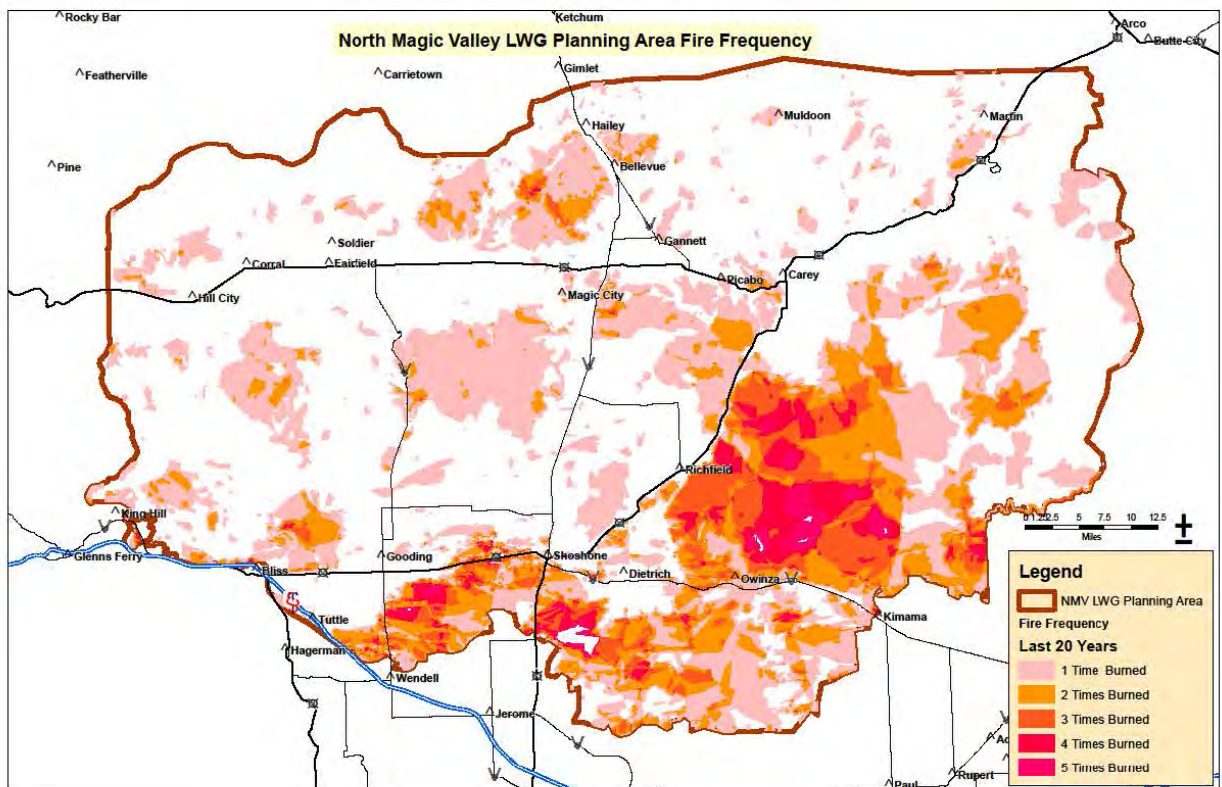 Rocky Bar
Ketchum
Arco
North Magic Valley LWG Planning Area Fire Frequency
Butte City
Featherville
Carrietown
Gimlet
Muldoon
Martin
Hailey
Pine
Bellevue
Soldier
Gannett
Corral
Fairfield
Picabo
Carey
Hill City
Magic City
Richfield
King Hill
0 1.252.5 5 7.5 10 12.5
Miles
Glenns Ferry
Gooding
Shoshone
Bliss
Dietrich
Owinza
Tuttle
Kimama
Hagerman
Wendell
Jerome
Paul
Rupert
Legend
NMV LWG Planning Area
Fire Frequency
Last 20 Years
1 Time Burned
2 Times Burned
3 Times Burned
4 Times Burned
5 Times Burned